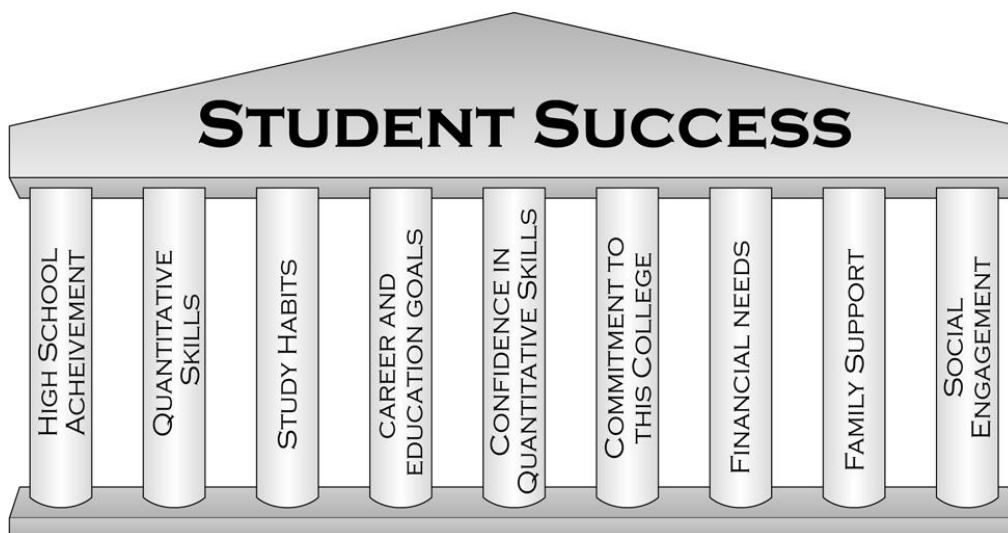 STUDENT SUCCESS
HIGH SCHOOL
ACHEIVEMENT
QUANTITATIVE
SKILLS
STUDY HABITS
CAREER AND
EDUCATION GOALS
CONFIDENCE IN
QUANTITATIVE SKILLS
COMMITMENT TO
THIS COLLEGE
FINANCIAL NEEDS
FAMILY SUPPORT
SOCIAL
ENGAGEMENT